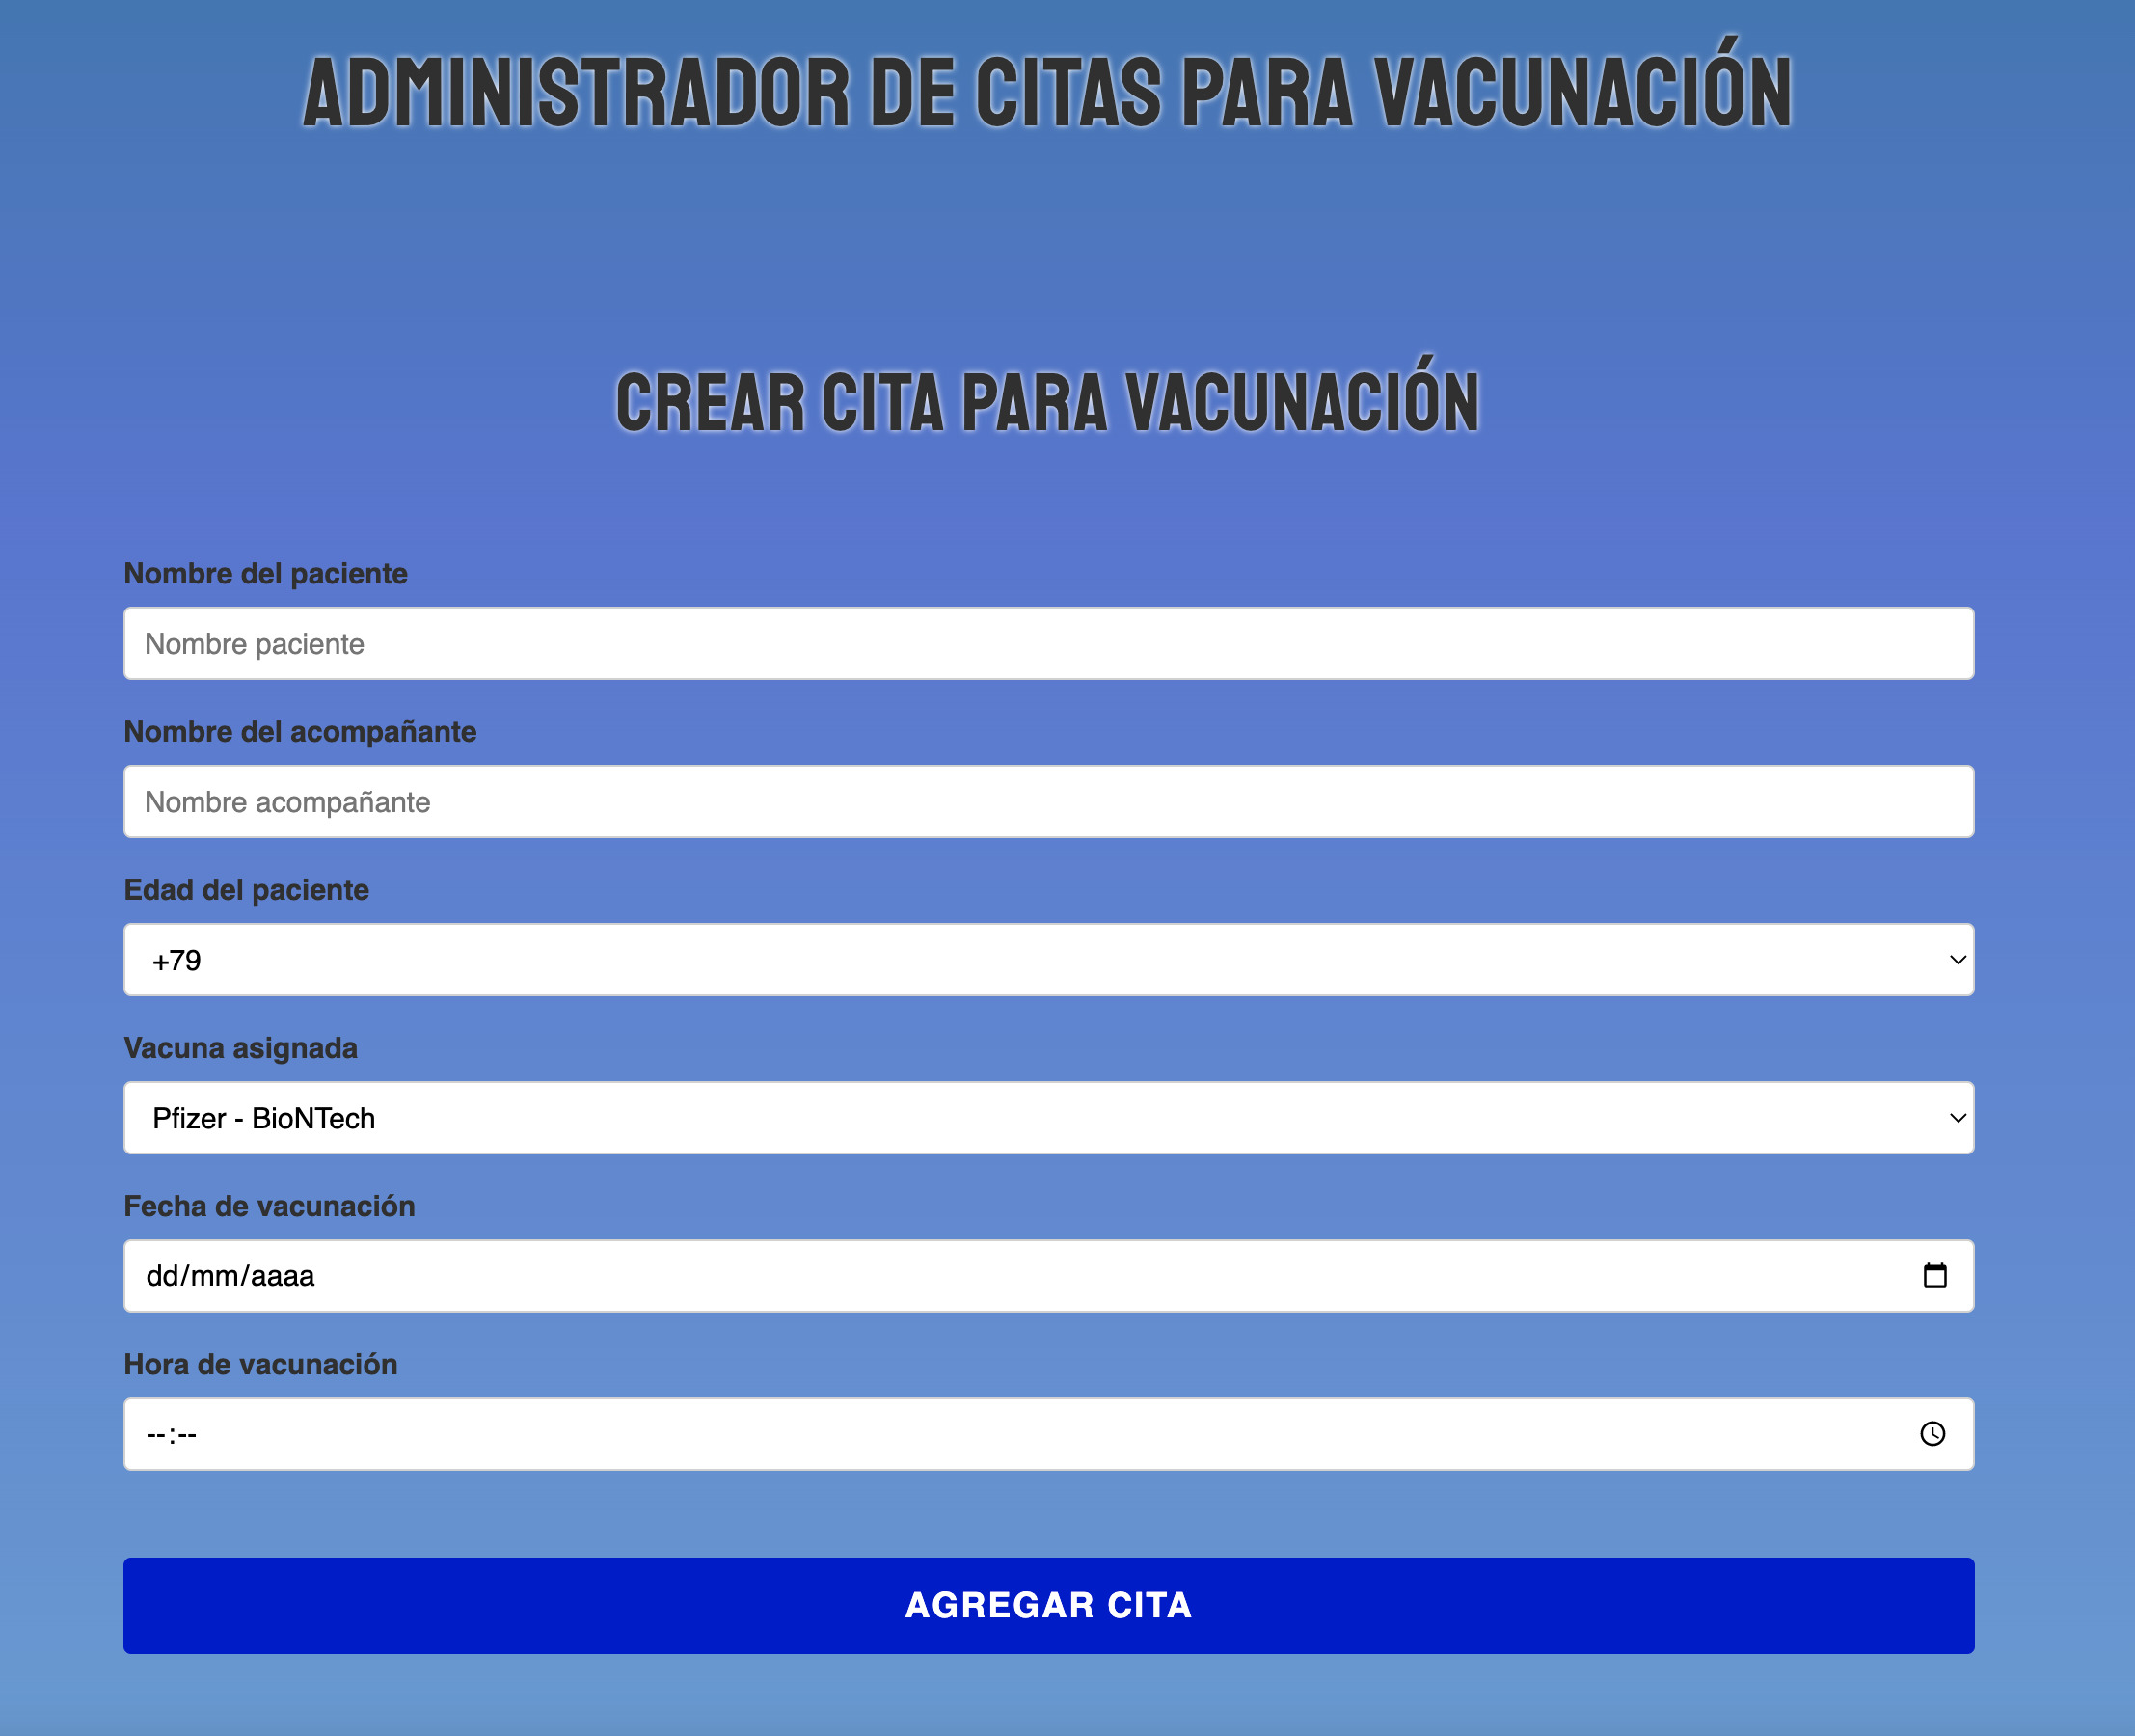 ADMINISTRADOR DE CITAS PARA VACUNACIÓN
CREAR CITA PARA VACUNACIÓN
Nombre del paciente
Nombre paciente
Nombre del acompañante
Nombre acompañante
Edad del paciente
+79
Vacuna asignada
Pfizer - BioNTech
Fecha de vacunación
dd/mm/aaaa
Hora de vacunación
--:--
AGREGAR CITA